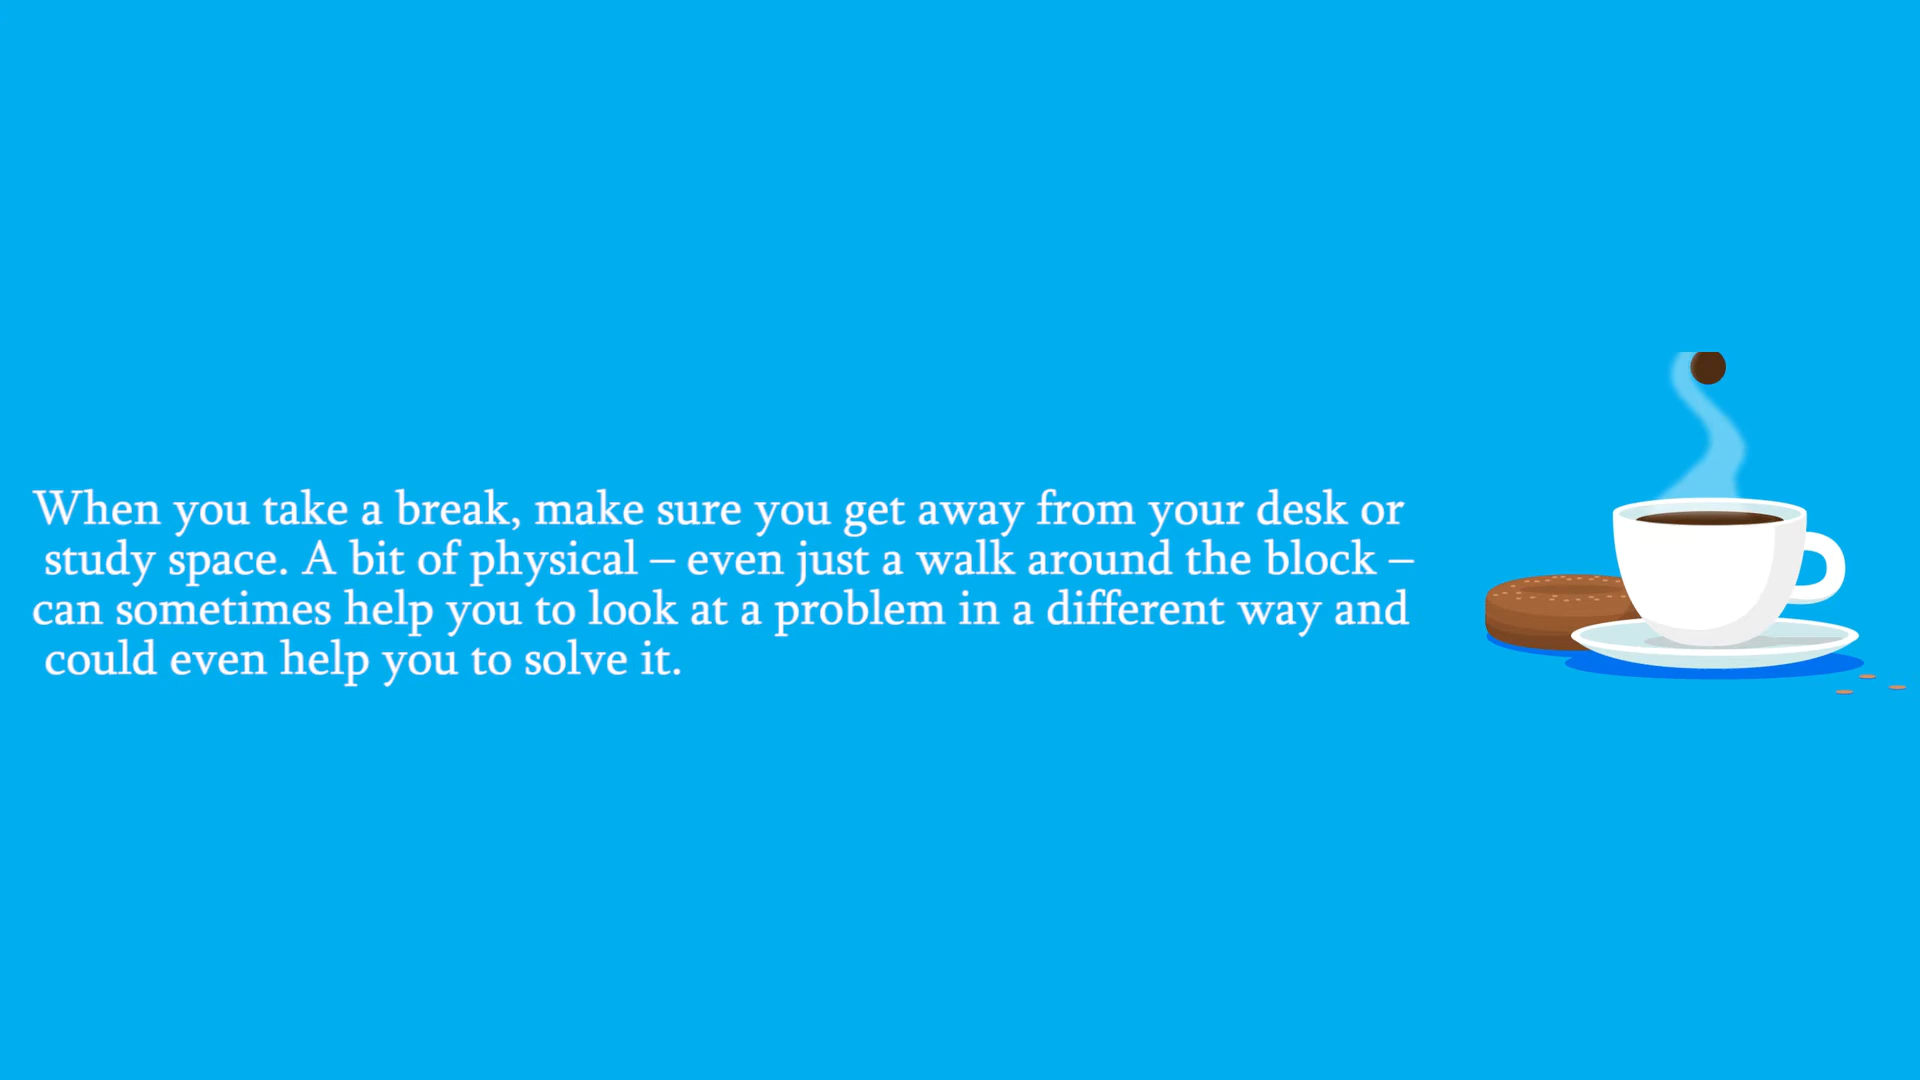 When you take a break, make sure you get away from your desk or
study space. A bit of physical – even just a walk around the block –
can sometimes help you to look at a problem in a different way and
could even help you to solve it.